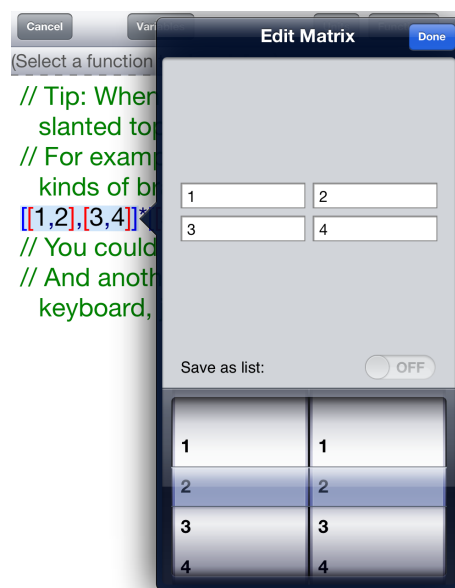 Cancel
Edit Matrix
Done
(Select a function
// Tip: When
slanted top
// For examp
kinds of br
[[1,2],[3,4]]*
// You could
// And anoth
keyboard,
1 2
3 4
Save as list: OFF
1 1
2 2
3 3
4 4